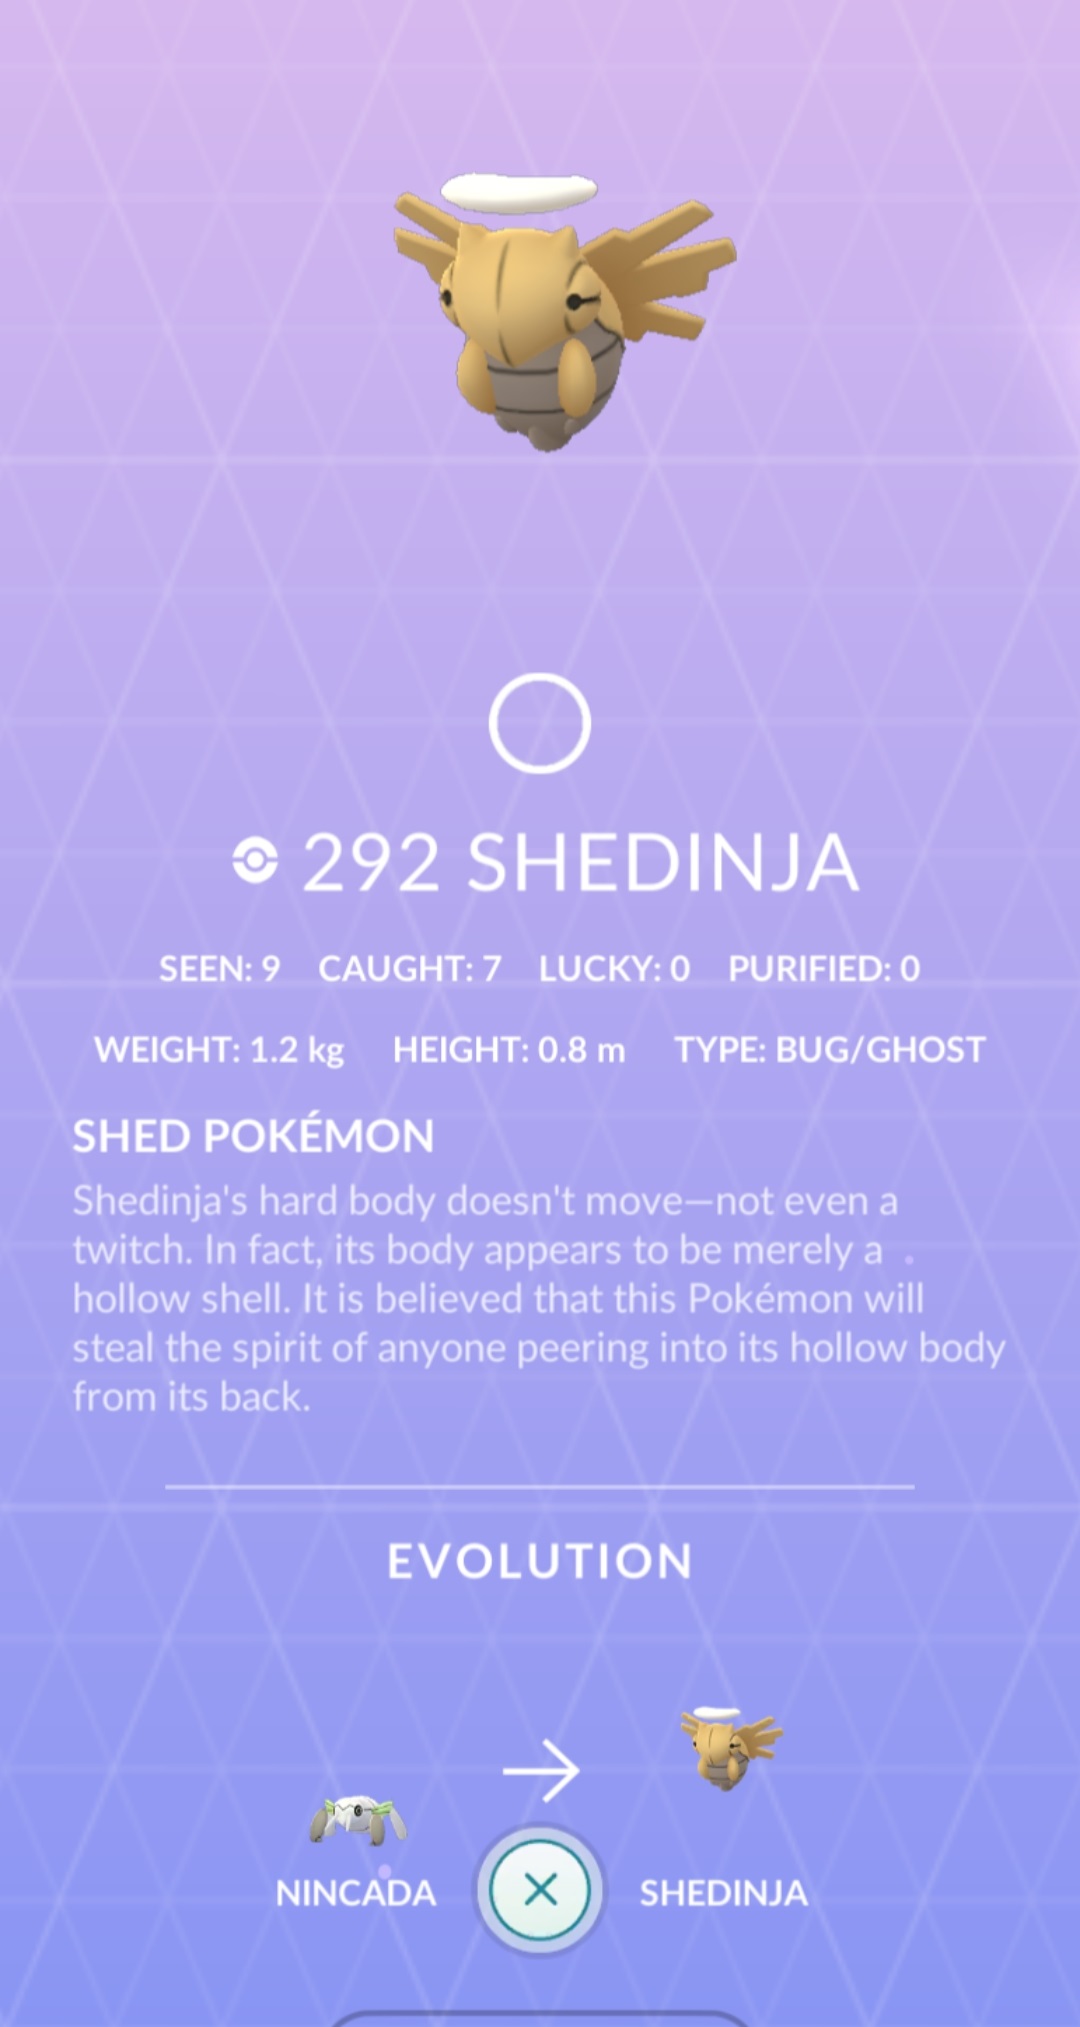 292 SHEDINJA
SEEN: 9 CAUGHT: 7 LUCKY: 0 PURIFIED: 0
WEIGHT: 1.2 kg HEIGHT: 0.8 m TYPE: BUG/GHOST
SHED POKÉMON
Shedinja's hard body doesn't move—not even a
twitch. In fact, its body appears to be merely a
hollow shell. It is believed that this Pokémon will
steal the spirit of anyone peering into its hollow body
from its back.
EVOLUTION
NINCADA SHEDINJA